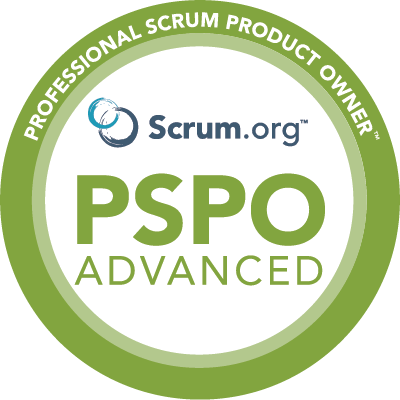 PROFESSIONAL SCRUM PRODUCT OWNER™
Scrum.org™
PSPO
ADVANCED